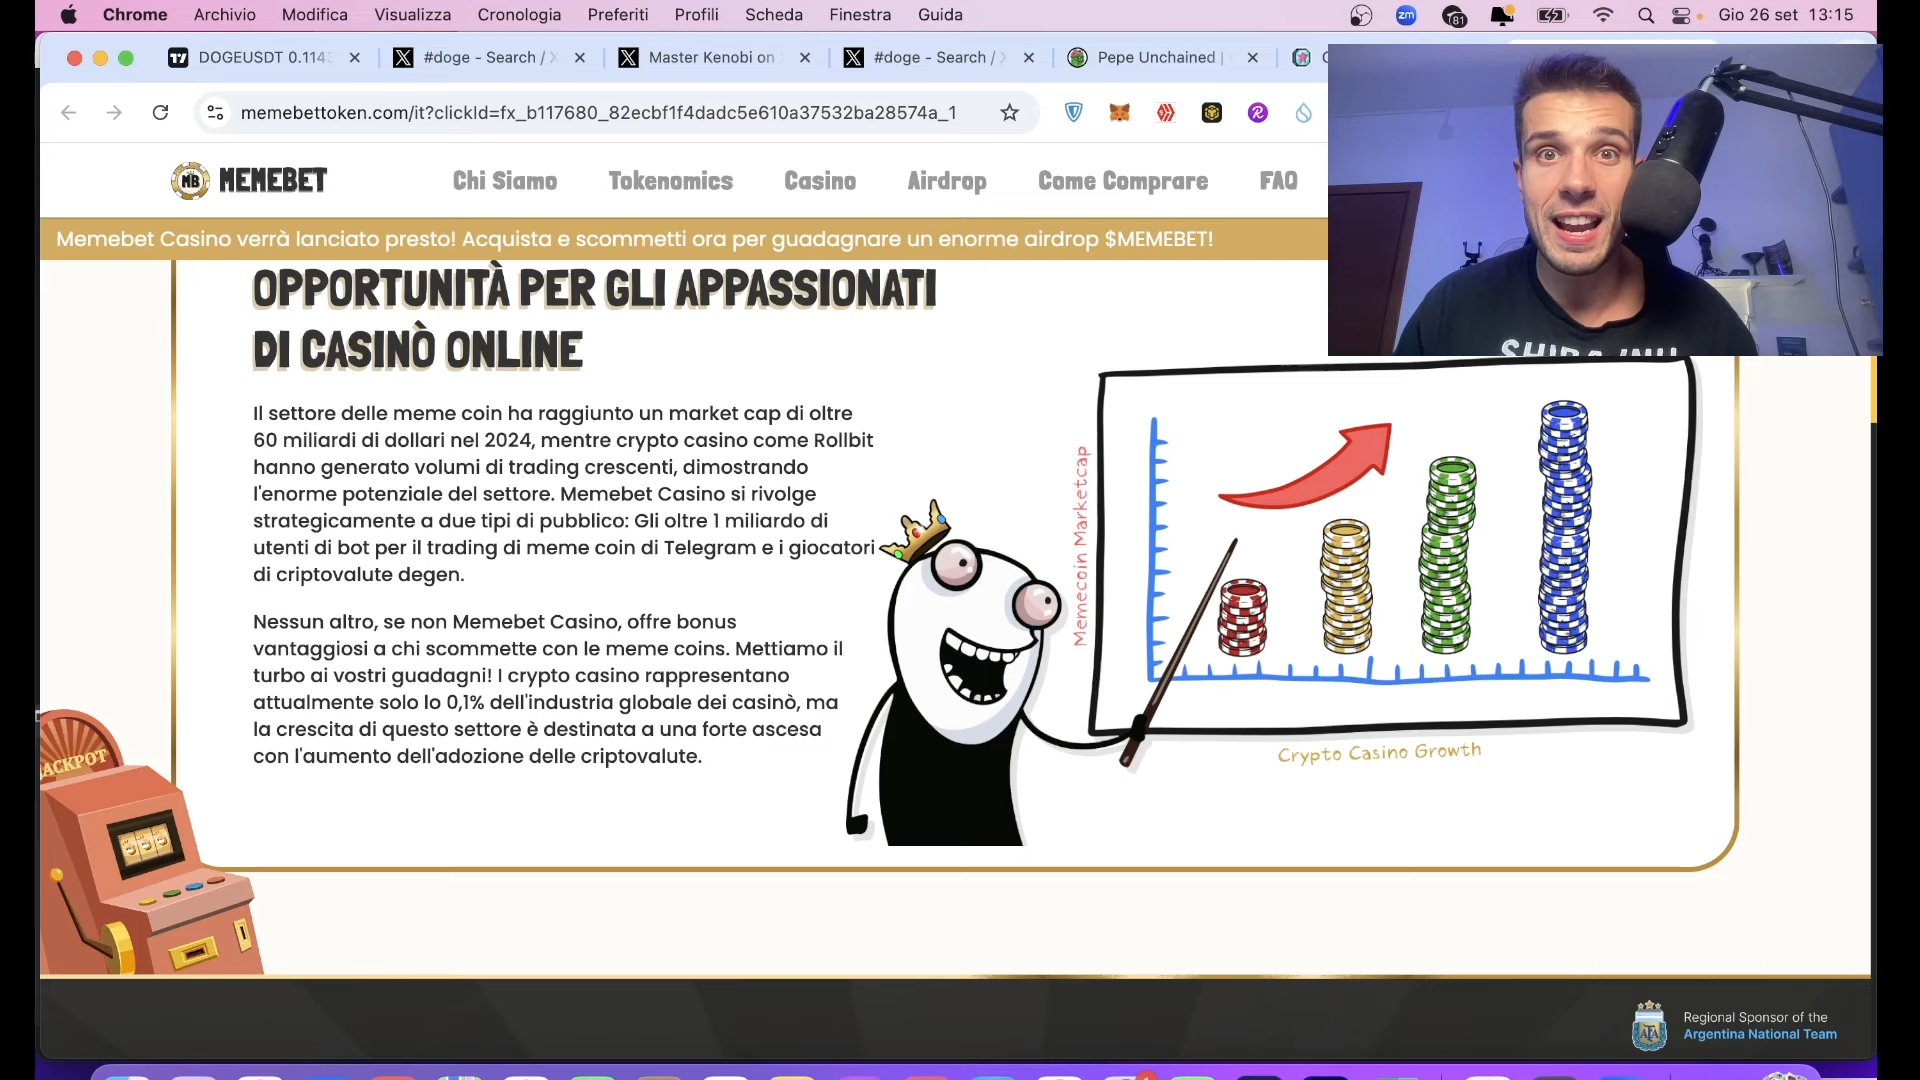 Chrome Archivio Modifica Visualizza Cronologia Preferiti Profili Scheda Finestra Guida zm 81 Gio 26 set 13:15
DOGEUSDT 0.1143 #doge - Search / X Master Kenobi on #doge - Search / X Pepe Unchained |
memebettoken.com/it?clickId=fx_b117680_82ecbf1f4dadc5e610a37532ba28574a_1
MB MEMEBET Chi Siamo Tokenomics Casino Airdrop Come Comprare FAQ
Memebet Casino verrà lanciato presto! Acquista e scommetti ora per guadagnare un enorme airdrop $MEMEBET!
OPPORTUNITÀ PER GLI APPASSIONATI
DI CASINÒ ONLINE
SHIBA INU
Il settore delle meme coin ha raggiunto un market cap di oltre
60 miliardi di dollari nel 2024, mentre crypto casino come Rollbit
hanno generato volumi di trading crescenti, dimostrando
l'enorme potenziale del settore. Memebet Casino si rivolge
strategicamente a due tipi di pubblico: Gli oltre 1 miliardo di
utenti di bot per il trading di meme coin di Telegram e i giocatori
di criptovalute degen.
Nessun altro, se non Memebet Casino, offre bonus
vantaggiosi a chi scommette con le meme coins. Mettiamo il
turbo ai vostri guadagni! I crypto casino rappresentano
attualmente solo lo 0,1% dell'industria globale dei casinò, ma
la crescita di questo settore è destinata a una forte ascesa
con l'aumento dell'adozione delle criptovalute.
Memecoin Marketcap
Crypto Casino Growth
JACKPOT
AFA
Regional Sponsor of the
Argentina National Team